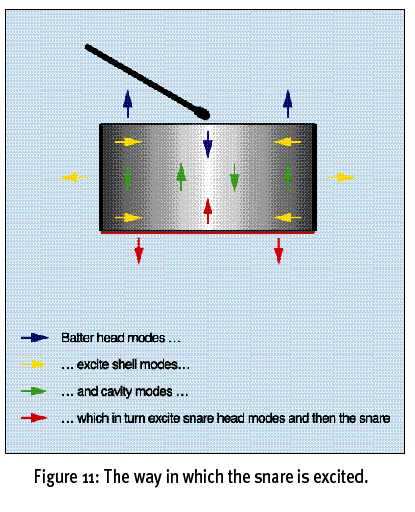 Batter head modes ...
... excite shell modes...
... and cavity modes ...
... which in turn excite snare head modes and then the snare
Figure 11: The way in which the snare is excited.